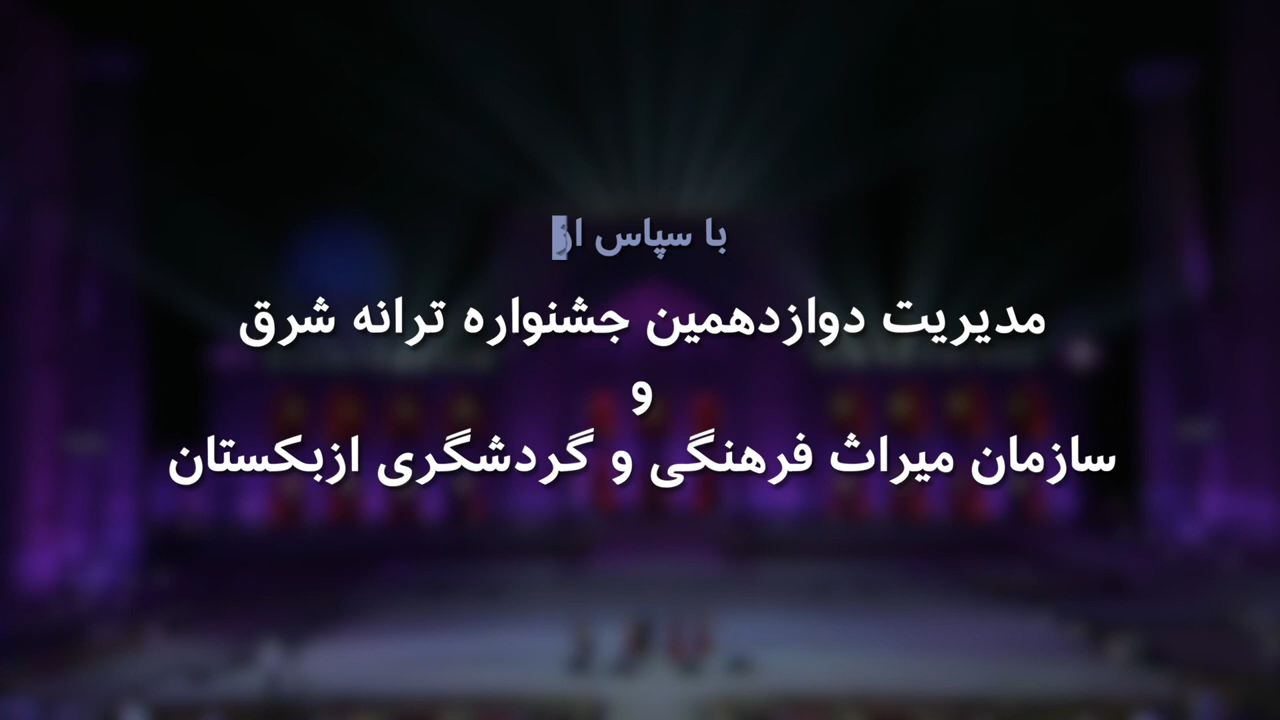 با سپاس از
مدیریت دوازدهمین جشنواره ترانه شرق
و
سازمان میراث فرهنگی و گردشگری ازبکستان